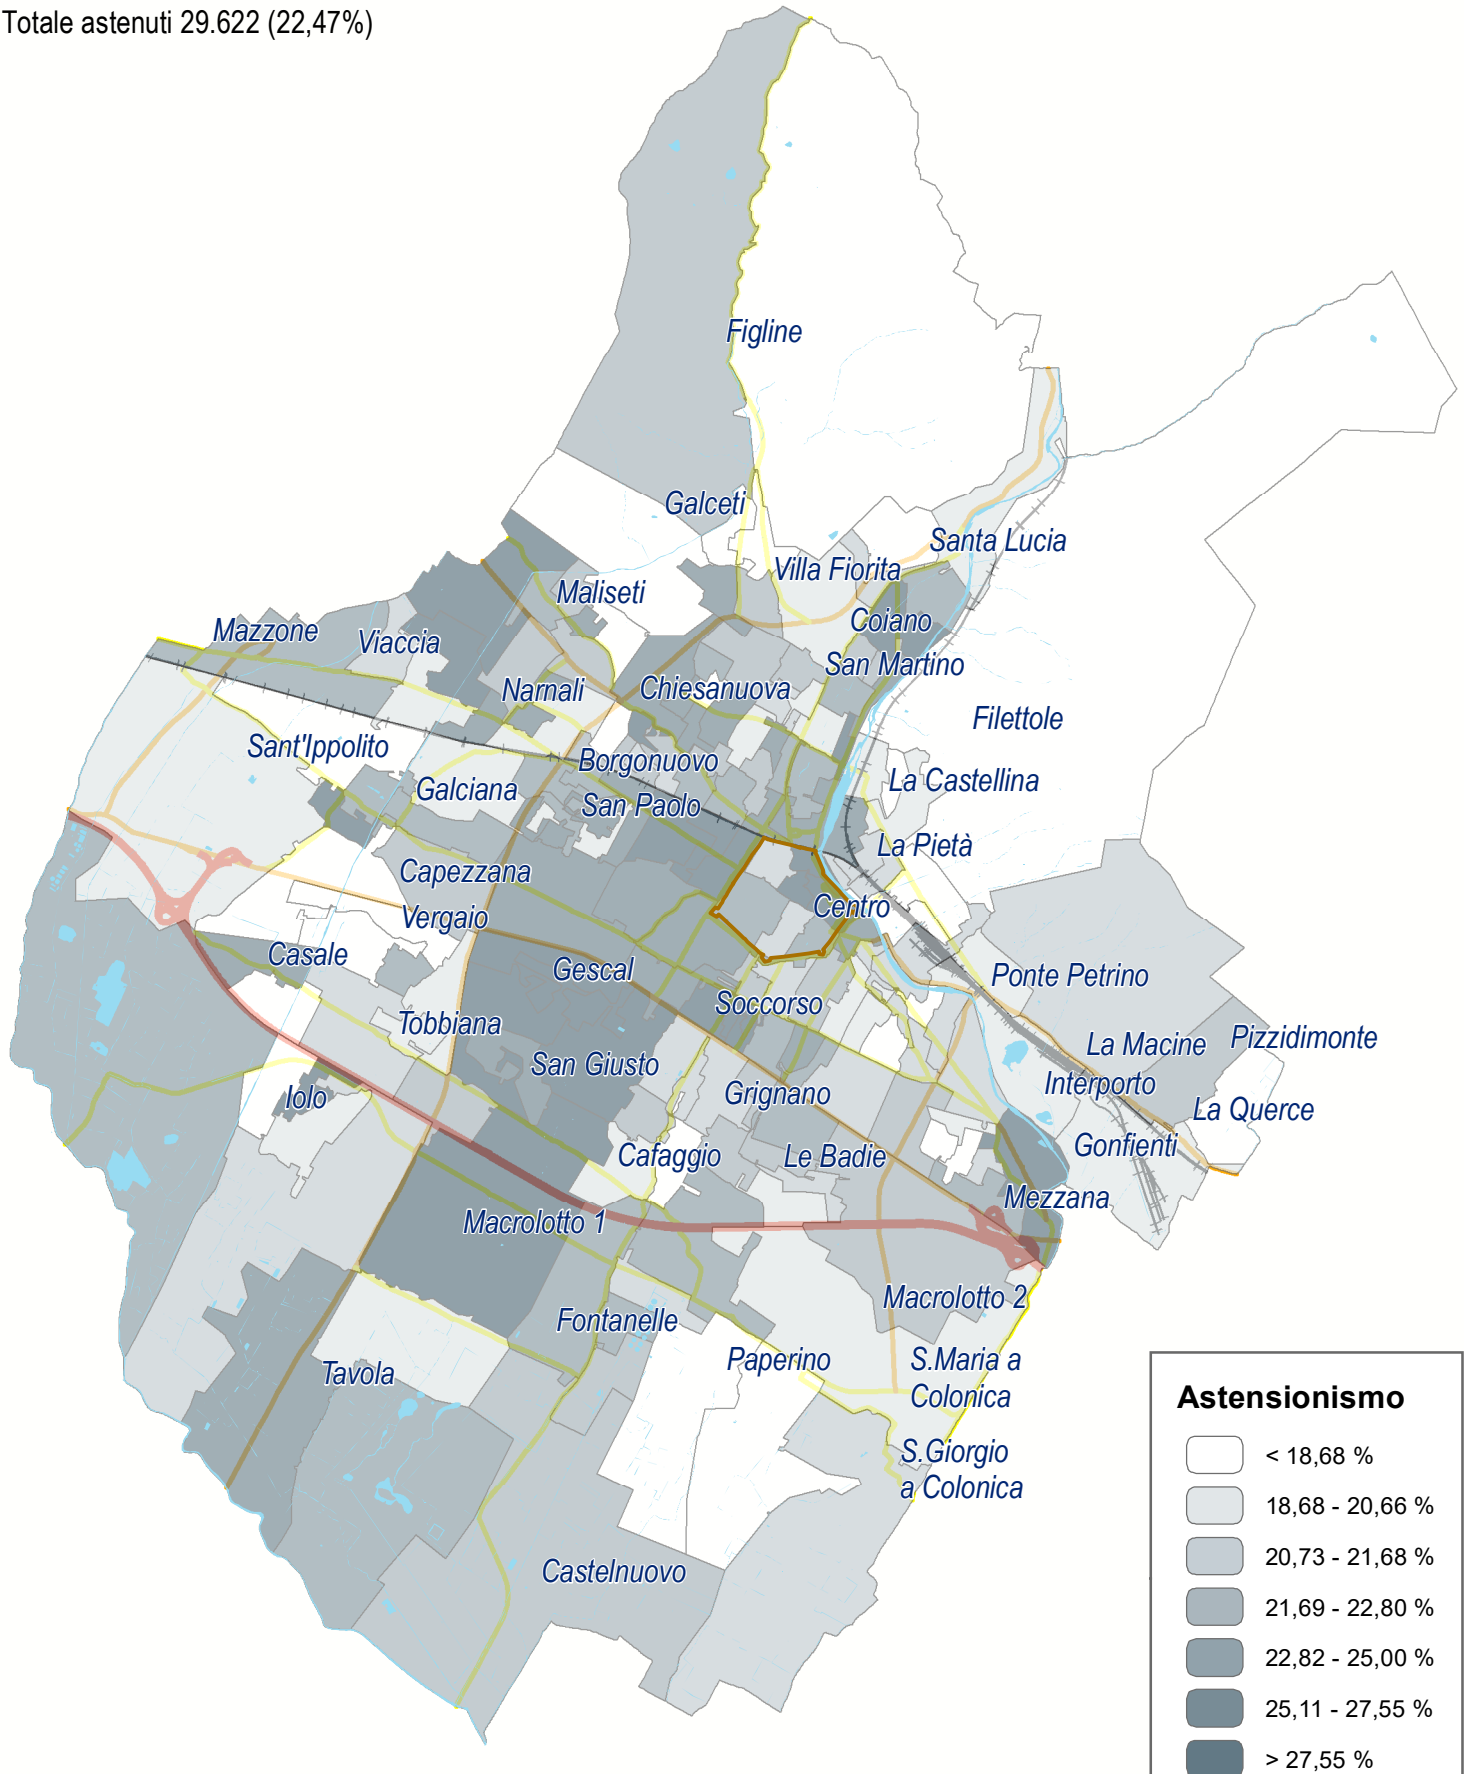 Totale astenuti 29.622 (22,47%)
Figline
Galceti
Santa Lucia
Villa Fiorita
Maliseti
Coiano
Mazzone
Viaccia
San Martino
Narnali
Chiesanuova
Filettole
Sant'Ippolito
Borgonuovo
La Castellina
Galciana
San Paolo
La Pietà
Capezzana
Vergaio
Centro
Casale
Gescal
Ponte Petrino
Soccorso
Tobbiana
La Macine
Pizzidimonte
San Giusto
Interporto
Iolo
Grignano
La Querce
Gonfienti
Cafaggio
Le Badie
Mezzana
Macrolotto 1
Macrolotto 2
Fontanelle
Paperino
S.Maria a
Colonica
Tavola
S.Giorgio
a Colonica
Castelnuovo
Astensionismo
< 18,68 %
18,68 - 20,66 %
20,73 - 21,68 %
21,69 - 22,80 %
22,82 - 25,00 %
25,11 - 27,55 %
> 27,55 %